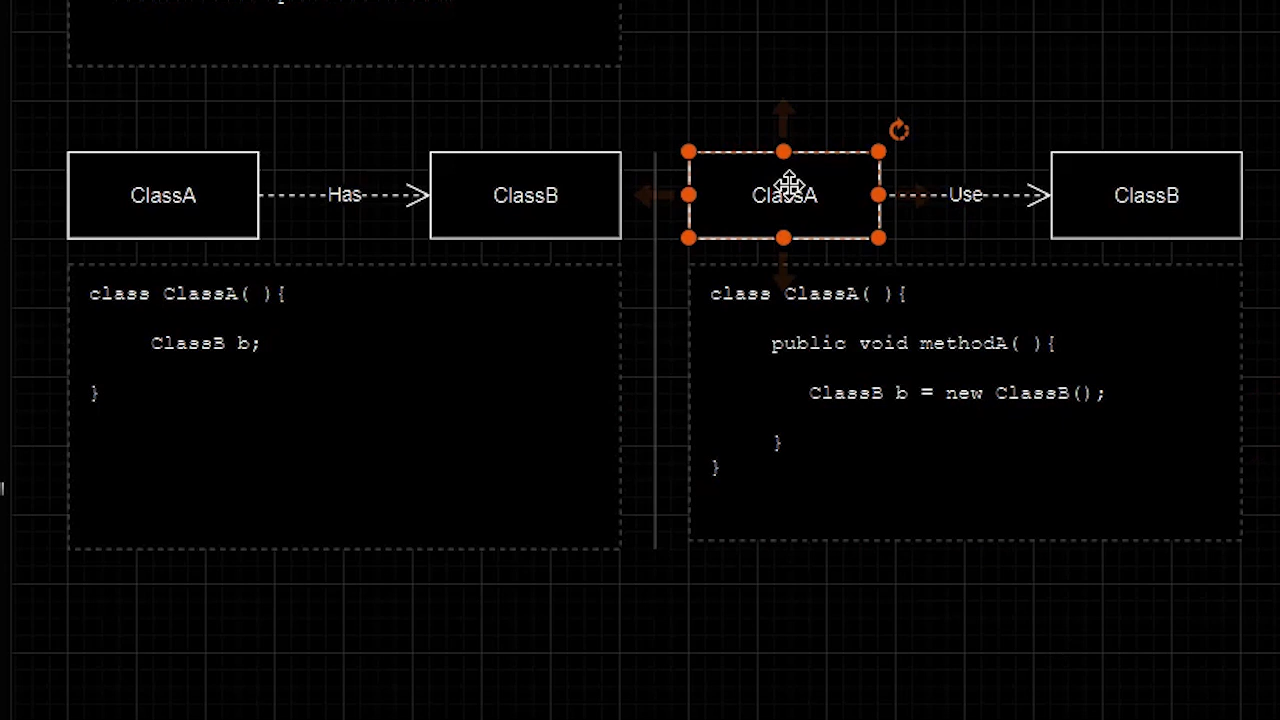 ClassA
Has
ClassB
ClassA
Use
ClassB
class ClassA( ){
ClassB b;
}
class ClassA( ){
public void methodA( ){
ClassB b = new ClassB();
}
}